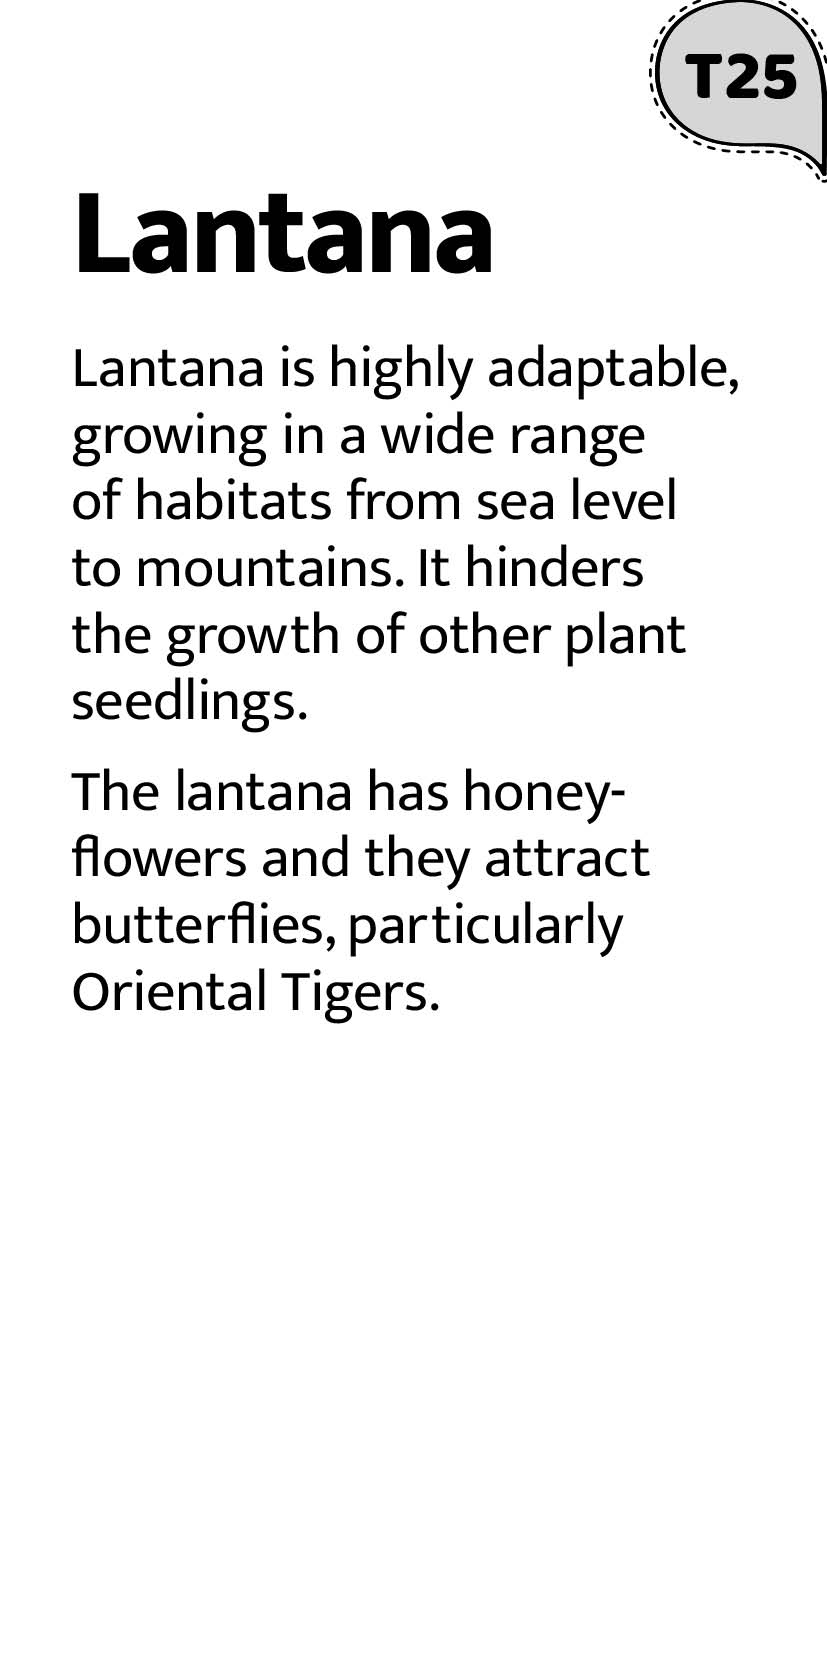 T25
Lantana
Lantana is highly adaptable,
growing in a wide range
of habitats from sea level
to mountains. It hinders
the growth of other plant
seedlings.
The lantana has honey-
flowers and they attract
butterflies, particularly
Oriental Tigers.